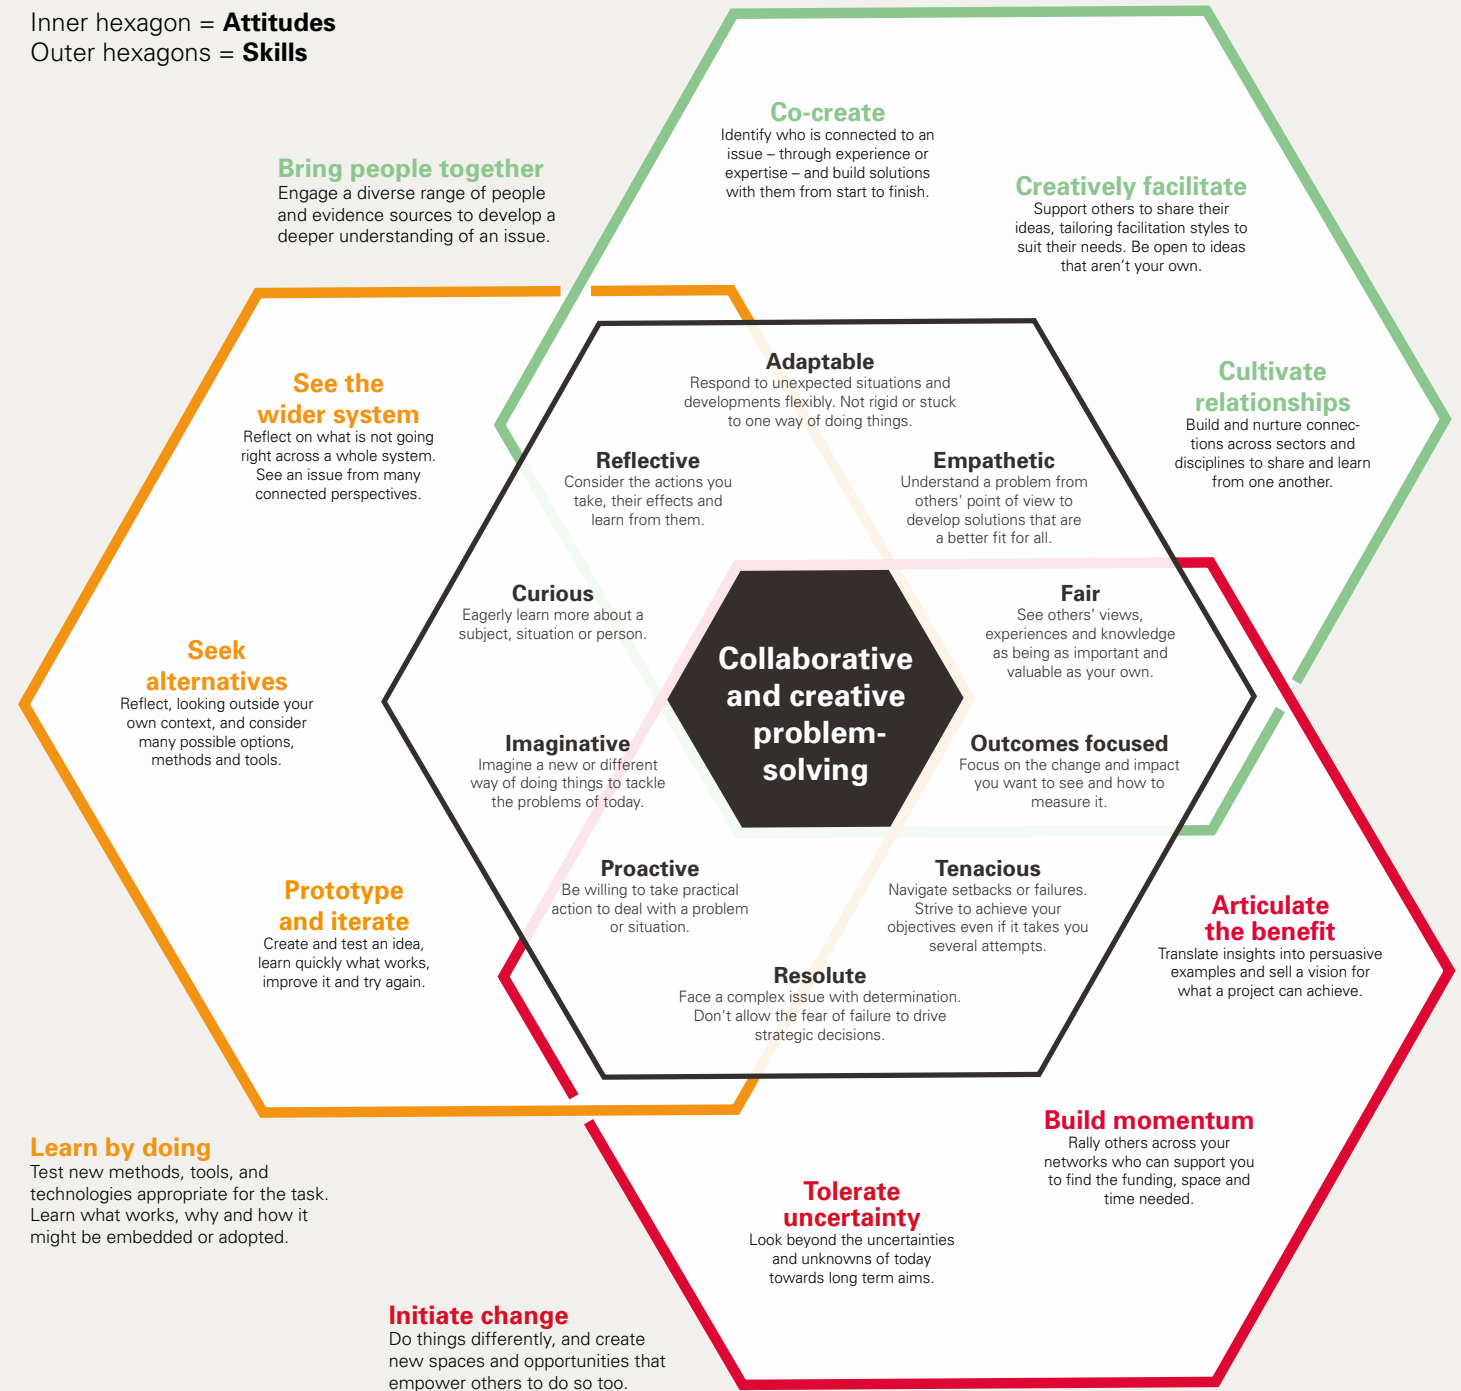 Inner hexagon = Attitudes
Outer hexagons = Skills
Bring people together
Engage a diverse range of people
and evidence sources to develop a
deeper understanding of an issue.
Co-create
Identify who is connected to an
issue – through experience or
expertise – and build solutions
with them from start to finish.
Creatively facilitate
Support others to share their
ideas, tailoring facilitation styles to
suit their needs. Be open to ideas
that aren't your own.
Cultivate
relationships
Build and nurture connec-
tions across sectors and
disciplines to share and learn
from one another.
See the
wider system
Reflect on what is not going
right across a whole system.
See an issue from many
connected perspectives.
Seek
alternatives
Reflect, looking outside your
own context, and consider
many possible options,
methods and tools.
Prototype
and iterate
Create and test an idea,
learn quickly what works,
improve it and try again.
Adaptable
Respond to unexpected situations and
developments flexibly. Not rigid or stuck
to one way of doing things.
Reflective
Consider the actions you
take, their effects and
learn from them.
Empathetic
Understand a problem from
others' point of view to
develop solutions that are
a better fit for all.
Curious
Eagerly learn more about a
subject, situation or person.
Fair
See others' views,
experiences and knowledge
as being as important and
valuable as your own.
Collaborative
and creative
problem-
solving
Imaginative
Imagine a new or different
way of doing things to tackle
the problems of today.
Outcomes focused
Focus on the change and impact
you want to see and how to
measure it.
Proactive
Be willing to take practical
action to deal with a problem
or situation.
Tenacious
Navigate setbacks or failures.
Strive to achieve your
objectives even if it takes you
several attempts.
Resolute
Face a complex issue with determination.
Don't allow the fear of failure to drive
strategic decisions.
Articulate
the benefit
Translate insights into persuasive
examples and sell a vision for
what a project can achieve.
Build momentum
Rally others across your
networks who can support you
to find the funding, space and
time needed.
Tolerate
uncertainty
Look beyond the uncertainties
and unknowns of today
towards long term aims.
Learn by doing
Test new methods, tools, and
technologies appropriate for the task.
Learn what works, why and how it
might be embedded or adopted.
Initiate change
Do things differently, and create
new spaces and opportunities that
empower others to do so too.